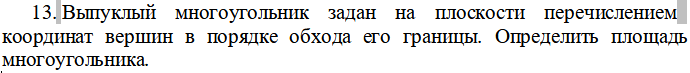 13. Выпуклый многоугольник задан на плоскости перечислением
координат вершин в порядке обхода его границы. Определить площадь
многоугольника.